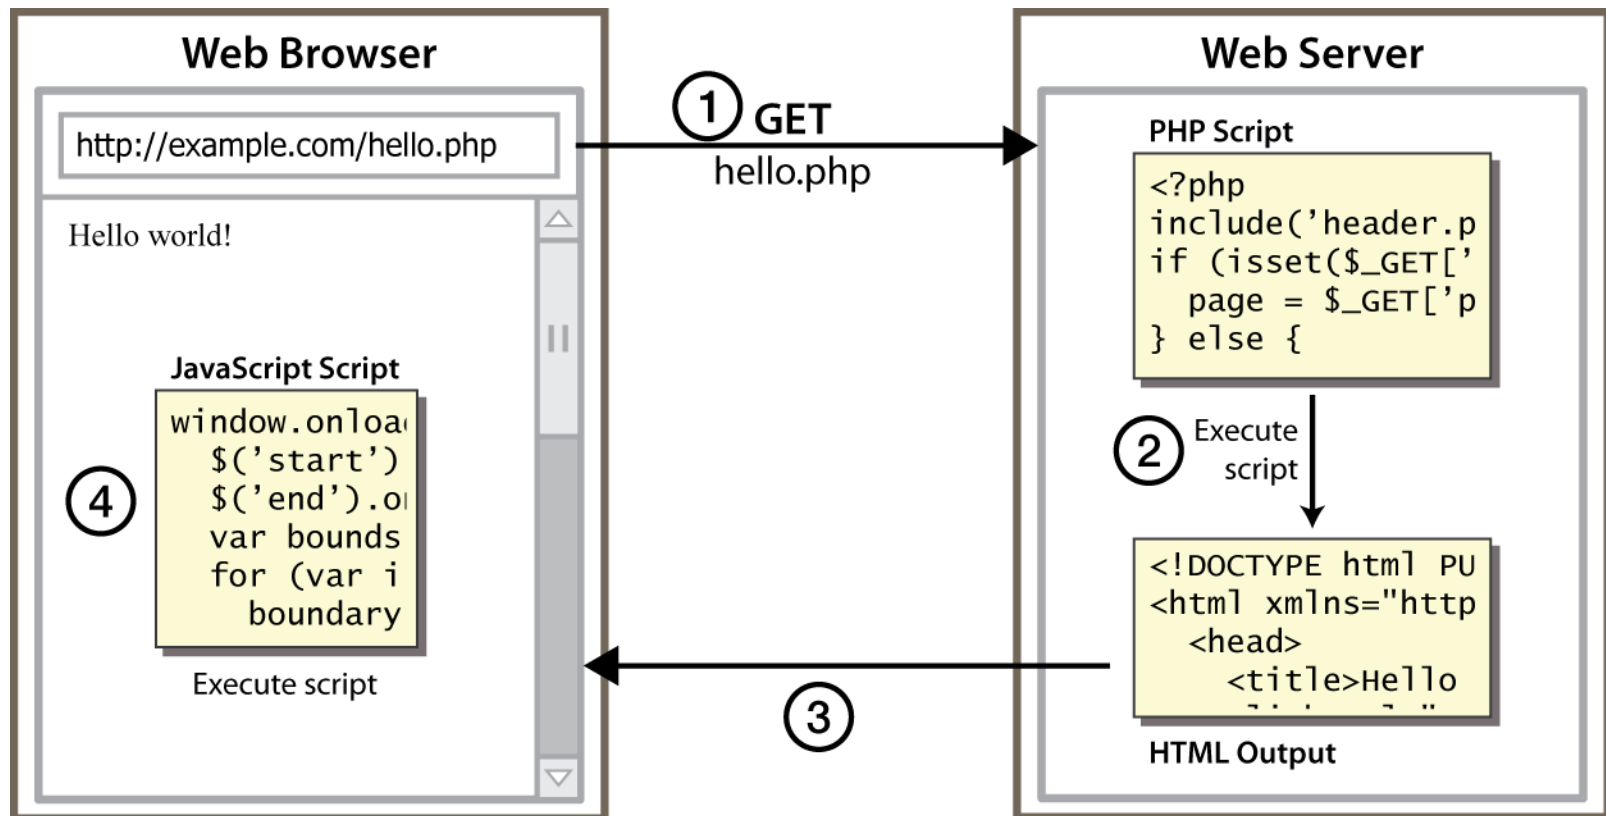 Web Browser
http://example.com/hello.php
Hello world!
JavaScript Script
window.onloa
$('start')
$('end').o
var bounds
for (var i
boundary
4
Execute script
1 GET
hello.php
3
Web Server
PHP Script
<?php
include('header.p
if (isset($_GET['
page = $_GET['p
} else {
2
Execute
script
<!DOCTYPE html PU
<html xmlns="http
<head>
<title>Hello
HTML Output